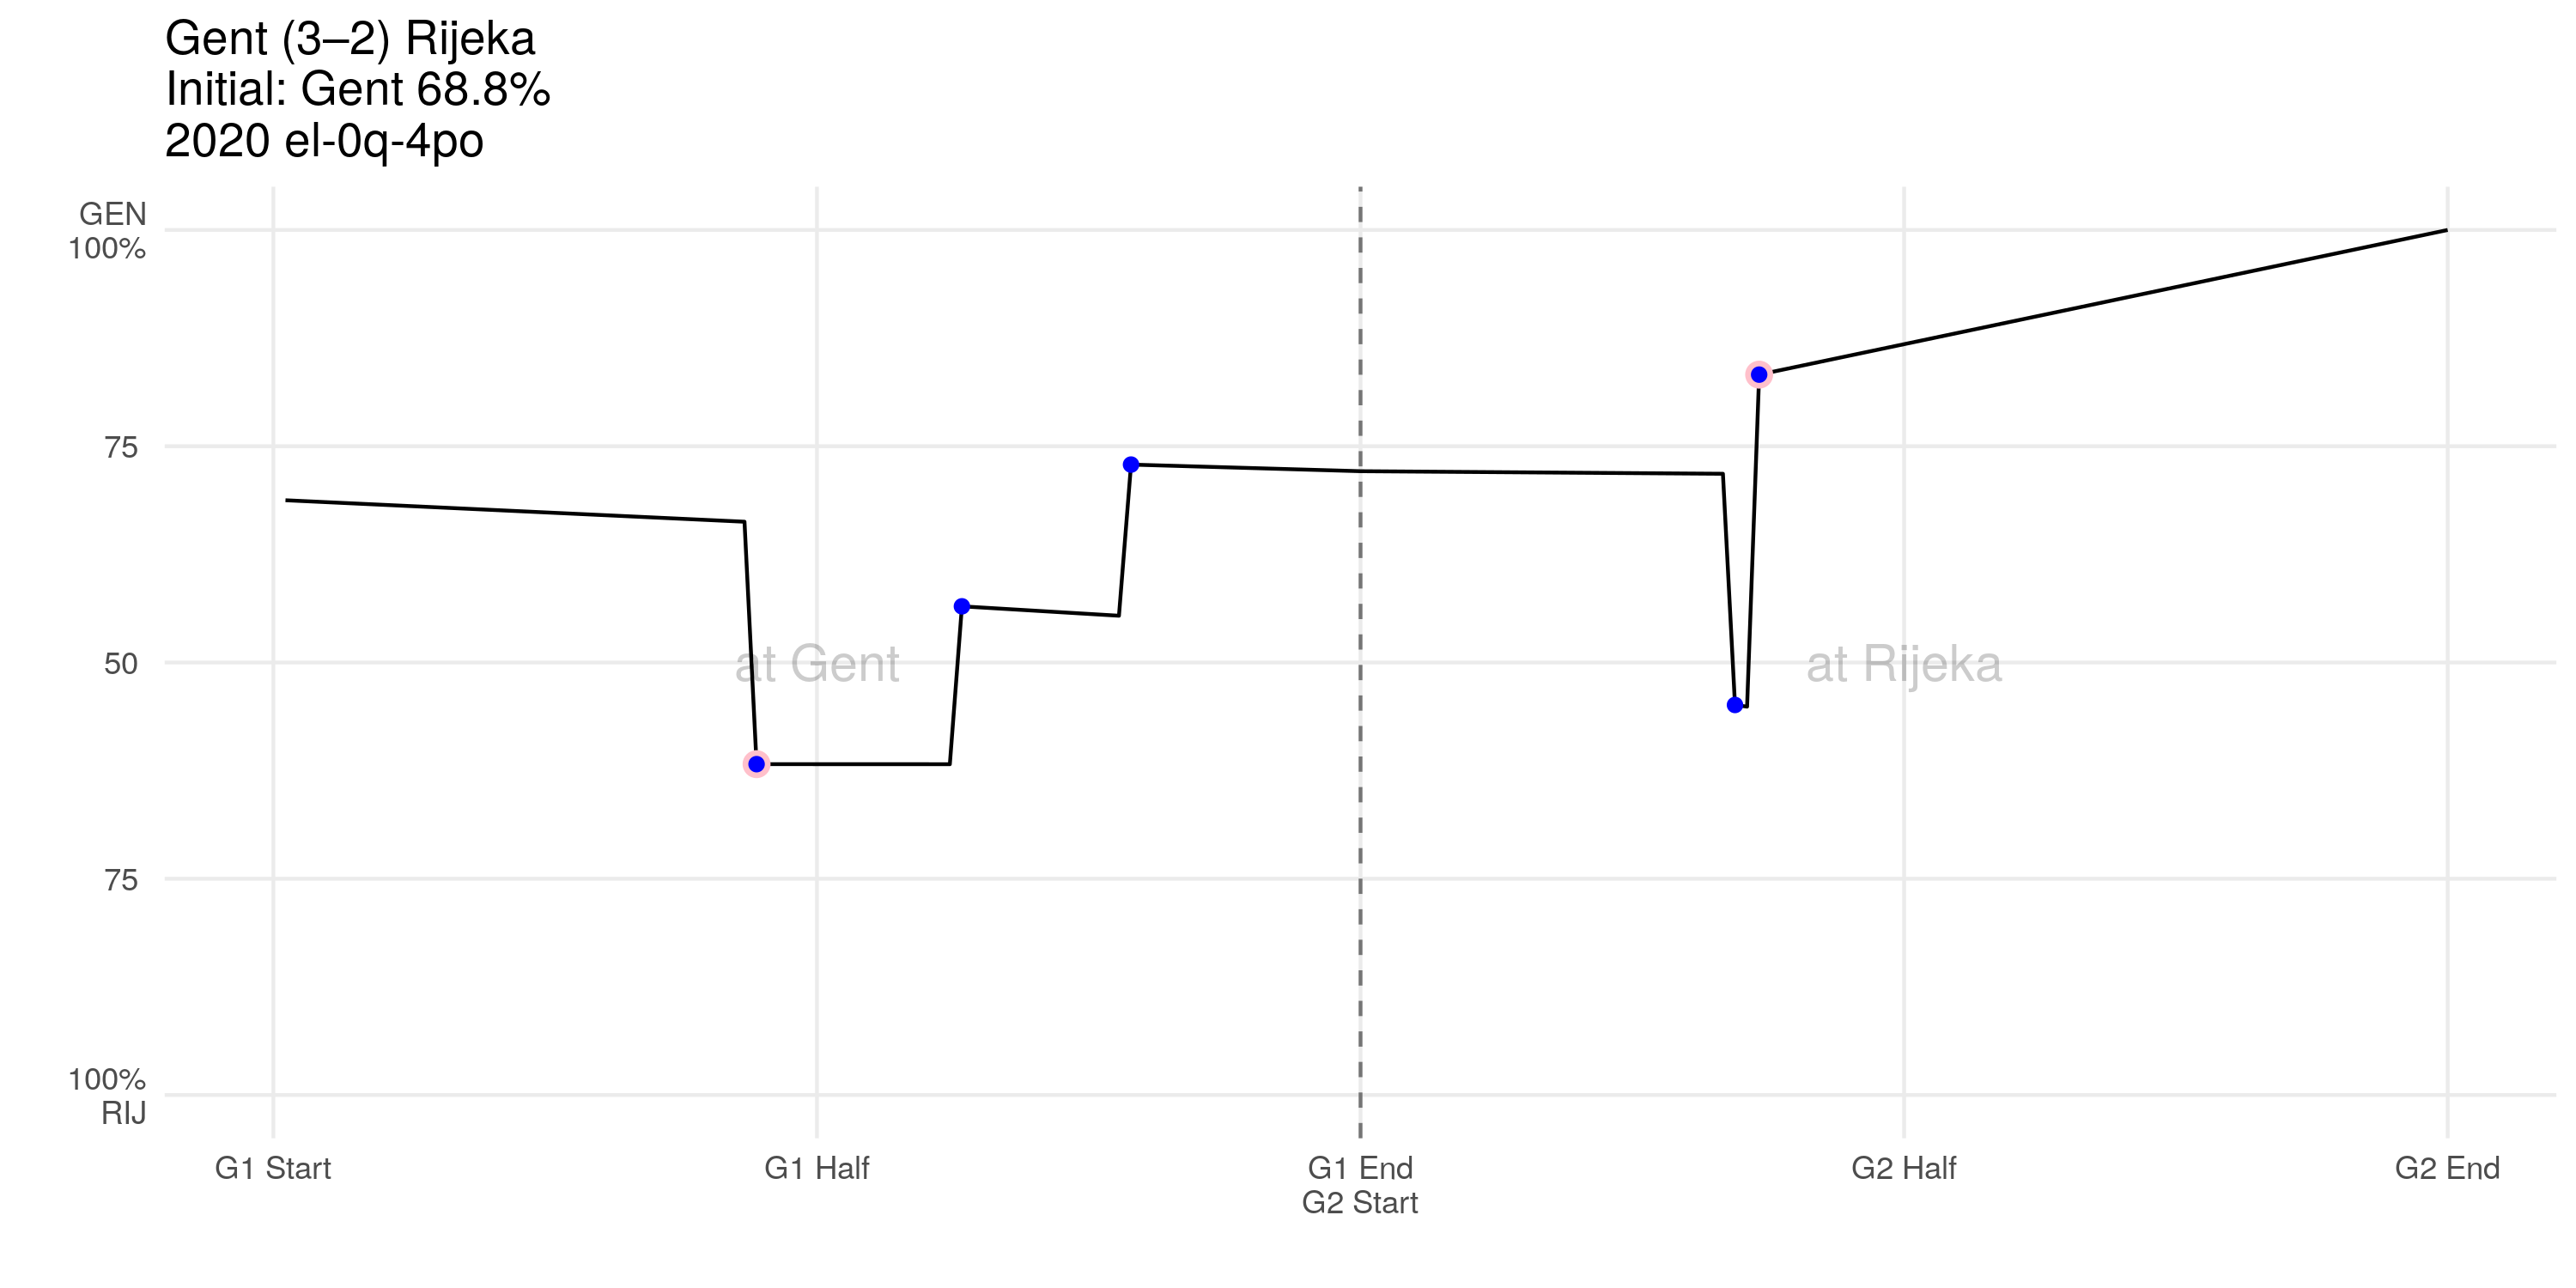 Gent (3–2) Rijeka
Initial: Gent 68.8%
2020 el-0q-4po
GEN
100%
75
50
75
100%
RIJ
at Gent
at Rijeka
G1 Start
G1 Half
G1 End
G2 Start
G2 Half
G2 End